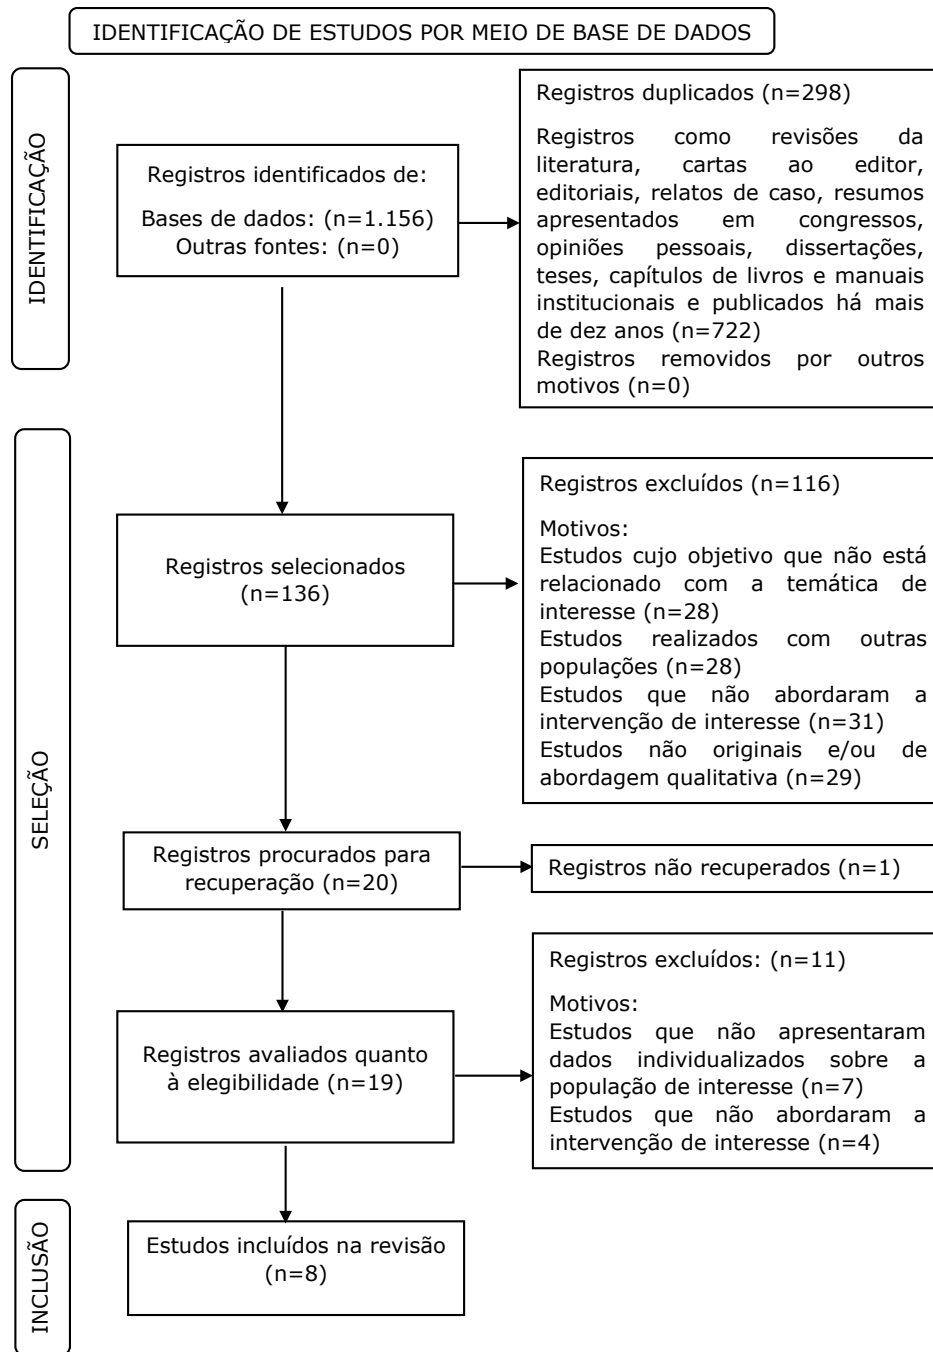 IDENTIFICAÇÃO DE ESTUDOS POR MEIO DE BASE DE DADOS
IDENTIFICAÇÃO
Registros identificados de:
Bases de dados: (n=1.156)
Outras fontes: (n=0)
Registros duplicados (n=298)
Registros como revisões da
literatura, cartas ao editor,
editoriais, relatos de caso, resumos
apresentados em congressos,
opiniões pessoais, dissertações,
teses, capítulos de livros e manuais
institucionais e publicados há mais
de dez anos (n=722)
Registros removidos por outros
motivos (n=0)
SELEÇÃO
Registros selecionados
(n=136)
Registros excluídos (n=116)
Motivos:
Estudos cujo objetivo que não está
relacionado com a temática de
interesse (n=28)
Estudos realizados com outras
populações (n=28)
Estudos que não abordaram a
intervenção de interesse (n=31)
Estudos não originais e/ou de
abordagem qualitativa (n=29)
Registros procurados para
recuperação (n=20)
Registros não recuperados (n=1)
Registros avaliados quanto
à elegibilidade (n=19)
Registros excluídos: (n=11)
Motivos:
Estudos que não apresentaram
dados individualizados sobre a
população de interesse (n=7)
Estudos que não abordaram a
intervenção de interesse (n=4)
INCLUSÃO
Estudos incluídos na revisão
(n=8)